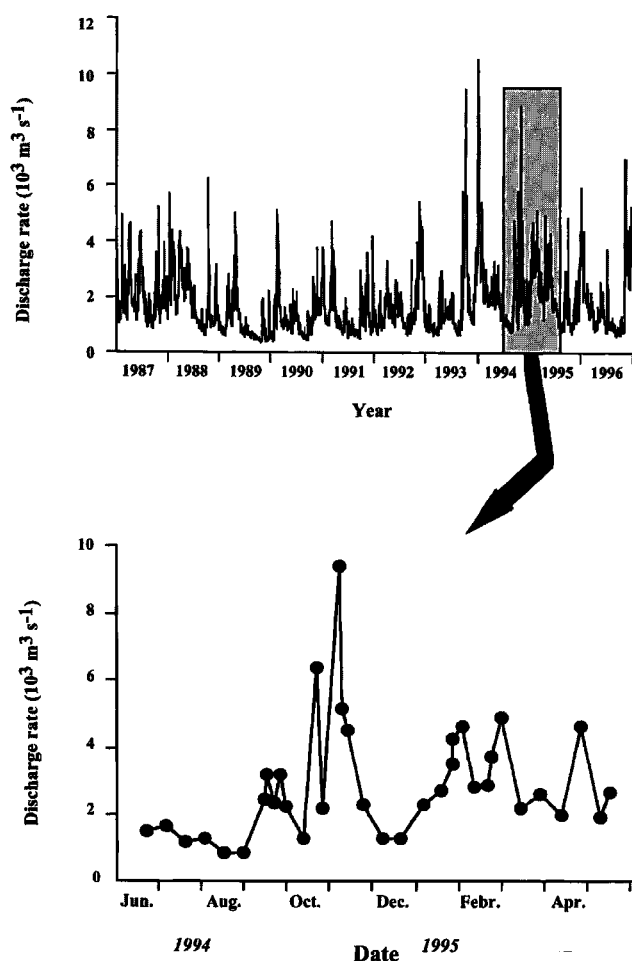 12
10
8
6
4
2
0
Discharge rate (10³ m³ s⁻¹)
1987 1988 1989 1990 1991 1992 1993 1994 1995 1996
Year
10
8
6
4
2
0
Discharge rate (10³ m³ s⁻¹)
Jun. Aug. Oct. Dec. Febr. Apr.
1994 Date 1995